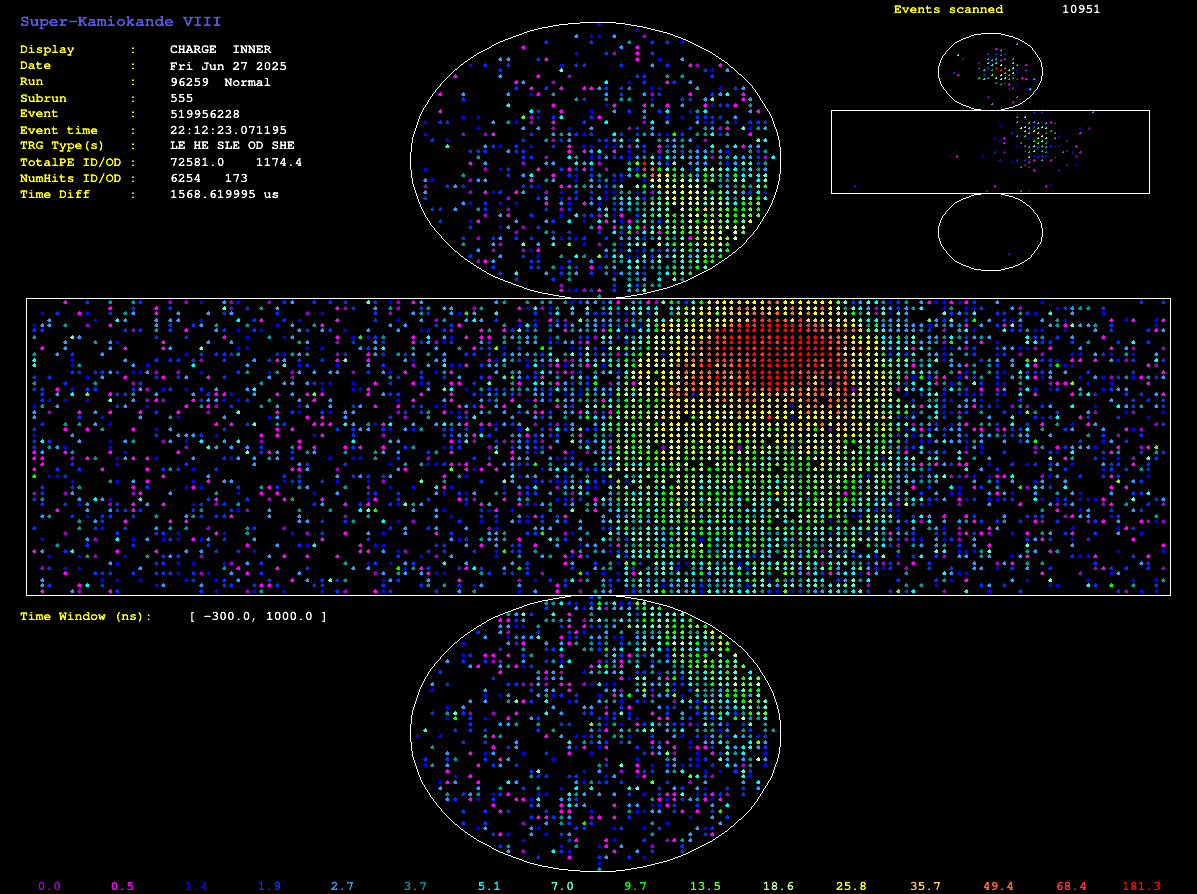 Super-Kamiokande VIII
Display : CHARGE INNER
Date : Fri Jun 27 2025
Run : 96259 Normal
Subrun : 555
Event : 519956228
Event time : 22:12:23.071195
TRG Type(s) : LE HE SLE OD SHE
TotalPE ID/OD : 72581.0 1174.4
NumHits ID/OD : 6254 173
Time Diff : 1568.619995 us
Events scanned 10951
Time Window (ns): [ -300.0, 1000.0 ]
0.0 0.5 1.4 1.9 2.7 3.7 5.1 7.0 9.7 13.5 18.6 25.8 35.7 49.4 68.4 181.3